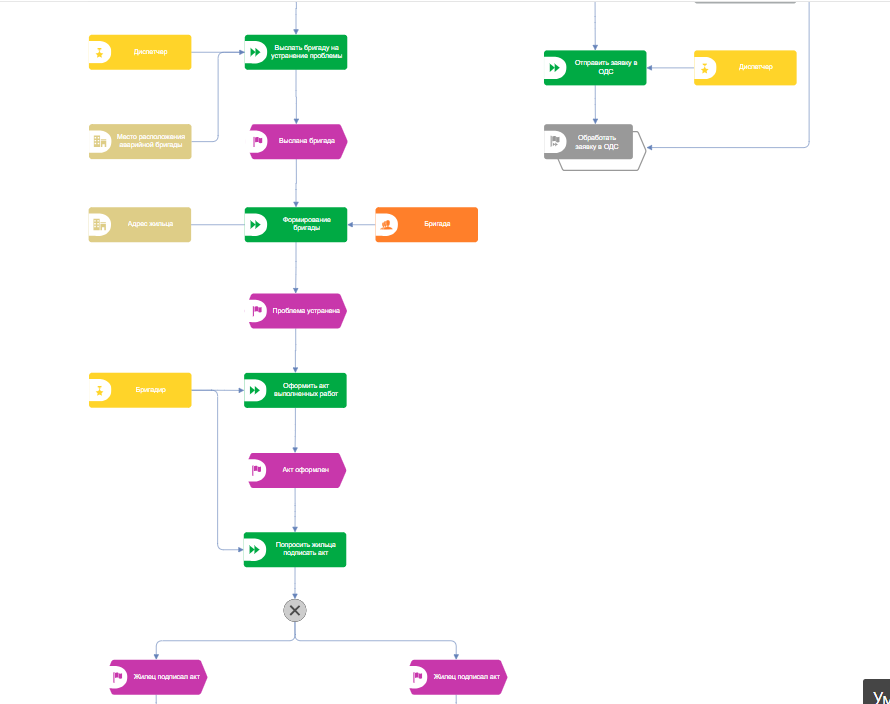 Диспетчер
Выслать бригаду на
устранение проблемы
Отправить заявку в
ОДС
Диспетчер
Место расположения
аварийной бригады
Выслана бригада
Обработать
заявку в ОДС
Адрес жильца
Формирование
бригады
Бригада
Проблема устранена
Бригадир
Оформить акт
выполненных работ
Акт оформлен
Попросить жильца
подписать акт
Жилец подписал акт
Жилец подписал акт